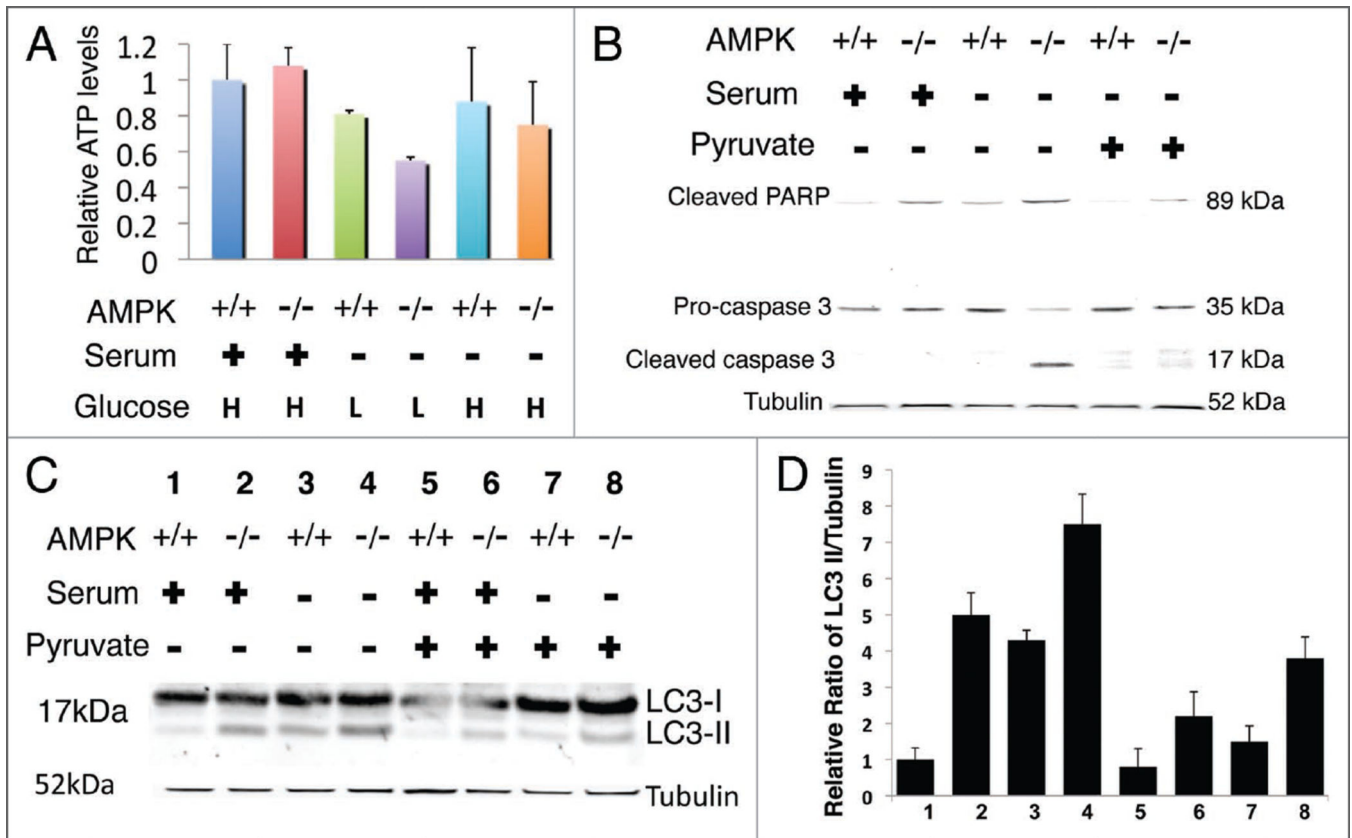 A
Relative ATP levels
1.2
1
0.8
0.6
0.4
0.2
0
AMPK +/+ -/- +/+ -/- +/+ -/-
Serum + + - - - -
Glucose H H L L H H
B
AMPK +/+ -/- +/+ -/- +/+ -/-
Serum + + - - - -
Pyruvate - - - - + +
Cleaved PARP 89 kDa
Pro-caspase 3 35 kDa
Cleaved caspase 3 17 kDa
Tubulin 52 kDa
C
1 2 3 4 5 6 7 8
AMPK +/+ -/- +/+ -/- +/+ -/- +/+ -/-
Serum + + - - + + - -
Pyruvate - - - - + + + +
17kDa LC3-I
LC3-II
52kDa Tubulin
D
Relative Ratio of LC3 II/Tubulin
9
8
7
6
5
4
3
2
1
0
1 2 3 4 5 6 7 8